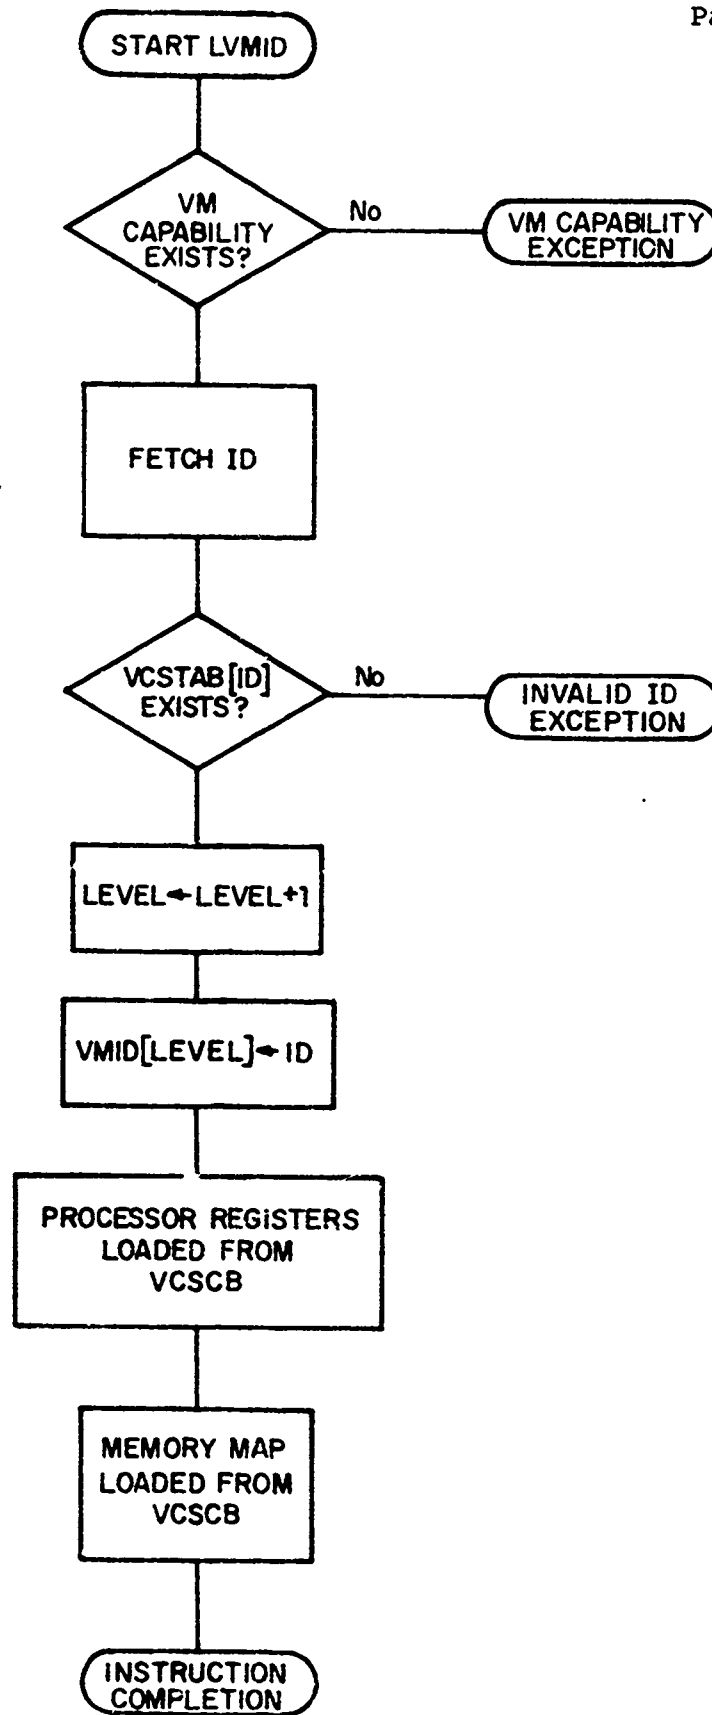 Pa
START LVMID
VM
CAPABILITY
EXISTS?
No
VM CAPABILITY
EXCEPTION
FETCH ID
VCSTAB[ID]
EXISTS?
No
INVALID ID
EXCEPTION
LEVEL←LEVEL+1
VMID[LEVEL]←ID
PROCESSOR REGISTERS
LOADED FROM
VCSCB
MEMORY MAP
LOADED FROM
VCSCB
INSTRUCTION
COMPLETION